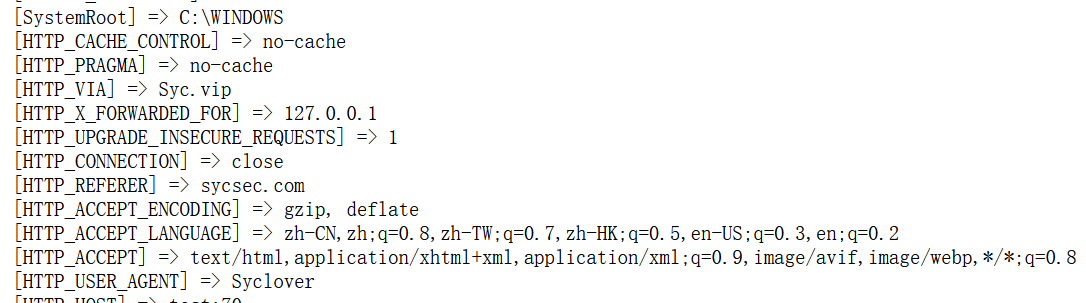 [SystemRoot] => C:\WINDOWS
[HTTP_CACHE_CONTROL] => no-cache
[HTTP_PRAGMA] => no-cache
[HTTP_VIA] => Syc.vip
[HTTP_X_FORWARDED_FOR] => 127.0.0.1
[HTTP_UPGRADE_INSECURE_REQUESTS] => 1
[HTTP_CONNECTION] => close
[HTTP_REFERER] => sycsec.com
[HTTP_ACCEPT_ENCODING] => gzip, deflate
[HTTP_ACCEPT_LANGUAGE] => zh-CN,zh;q=0.8,zh-TW;q=0.7,zh-HK;q=0.5,en-US;q=0.3,en;q=0.2
[HTTP_ACCEPT] => text/html,application/xhtml+xml,application/xml;q=0.9,image/avif,image/webp,*/*;q=0.8
[HTTP_USER_AGENT] => Syclover
[HTTP_HOST] => test:70